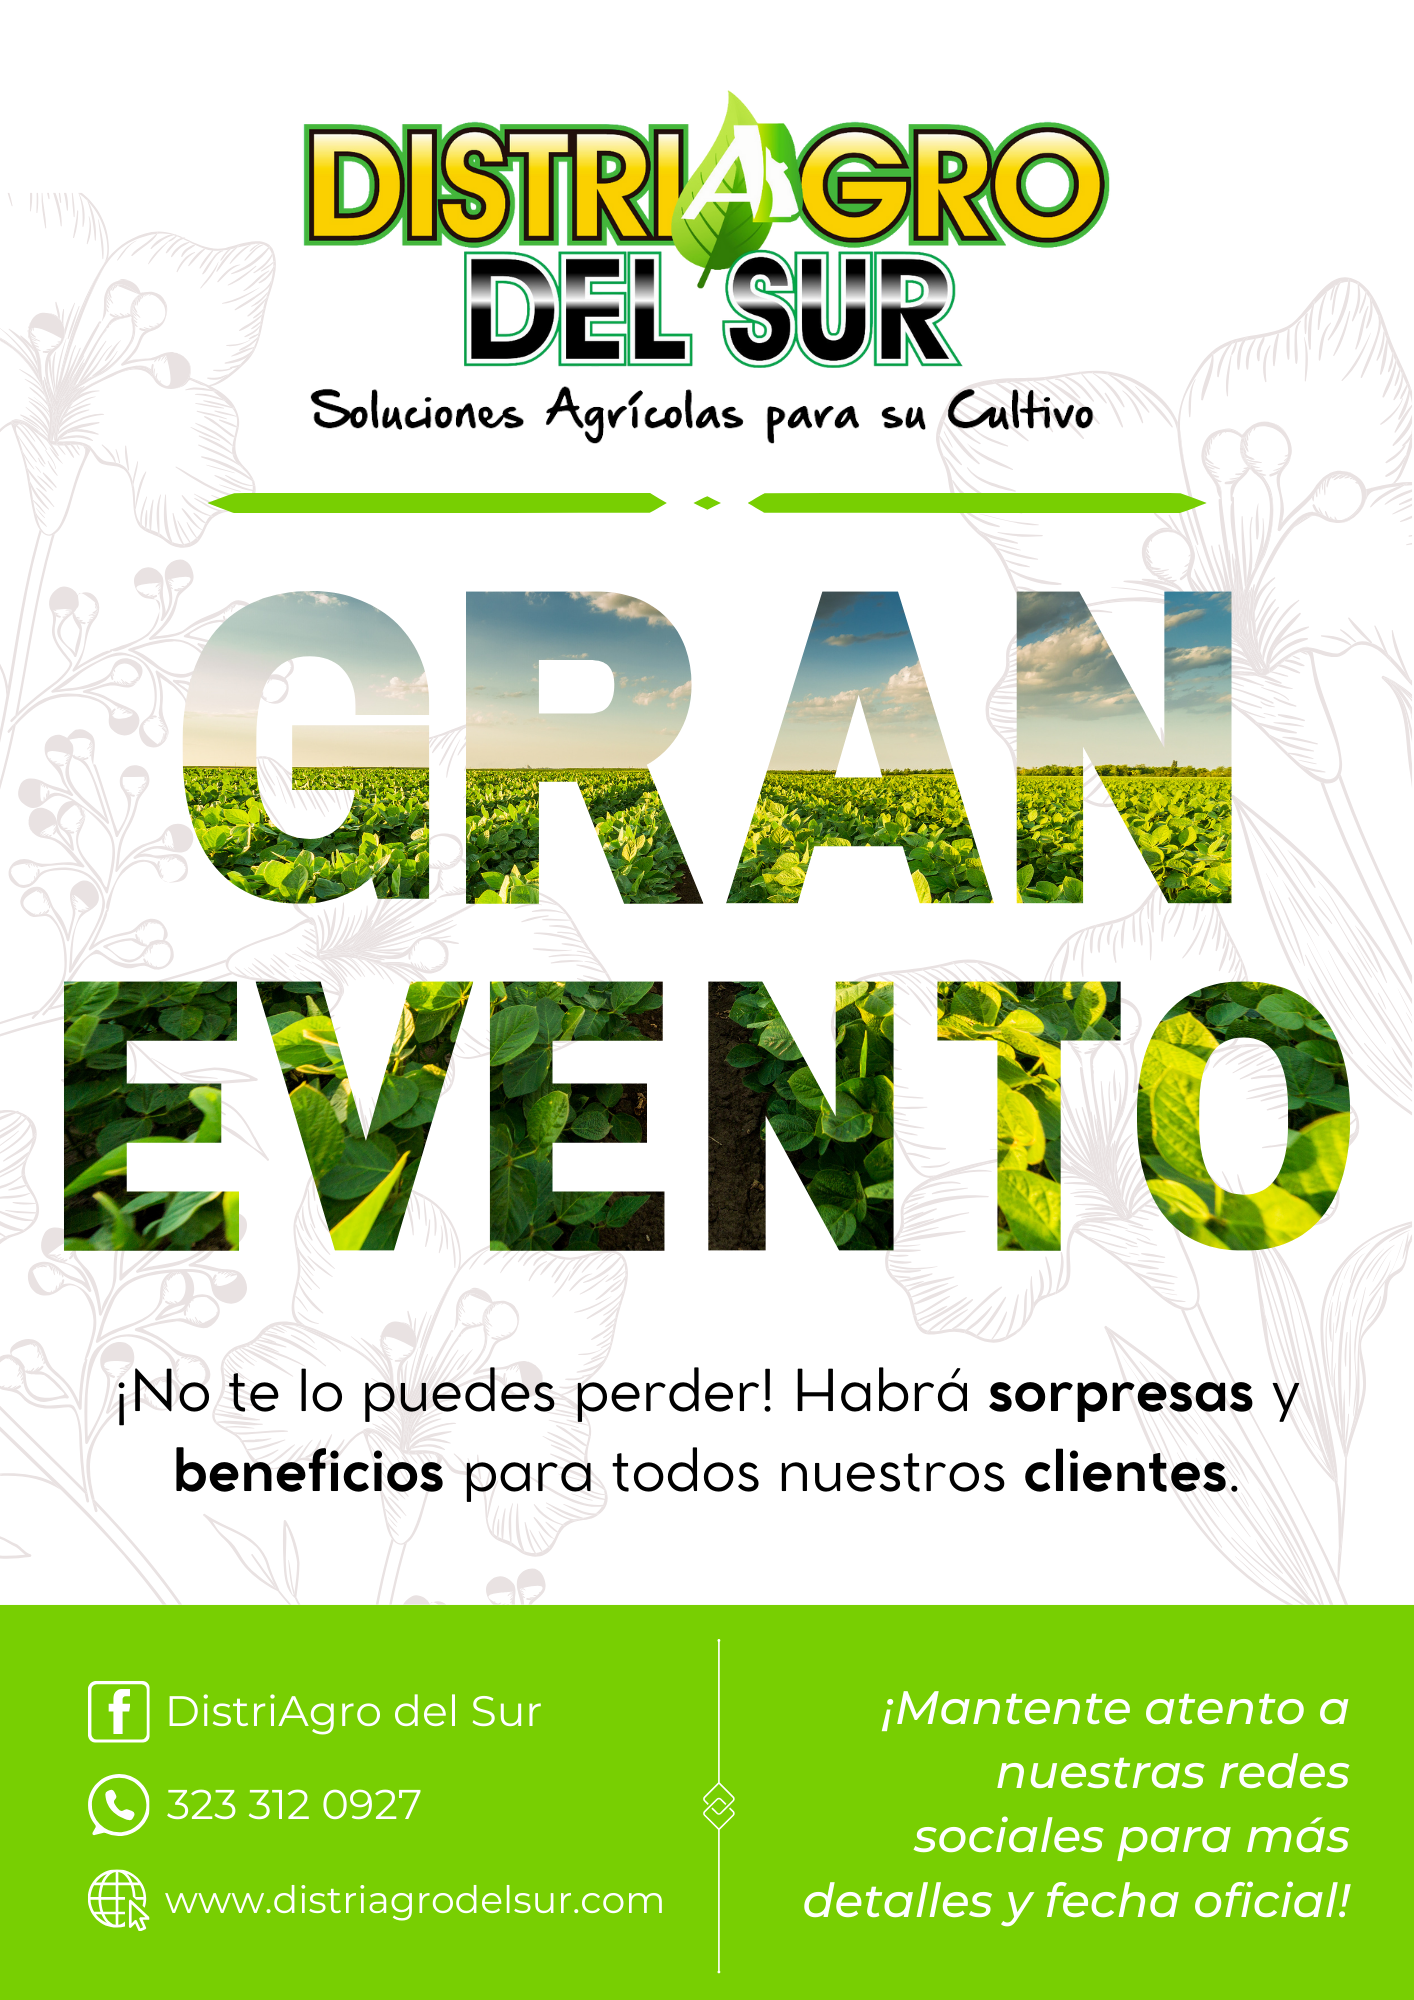 DISTRIAGRO
DEL SUR
Soluciones Agrícolas para su Cultivo
GRAN
EVENTO
¡No te lo puedes perder! Habrá sorpresas y
beneficios para todos nuestros clientes.
DistriAgro del Sur
323 312 0927
www.distriagrodelsur.com
¡Mantente atento a
nuestras redes
sociales para más
detalles y fecha oficial!